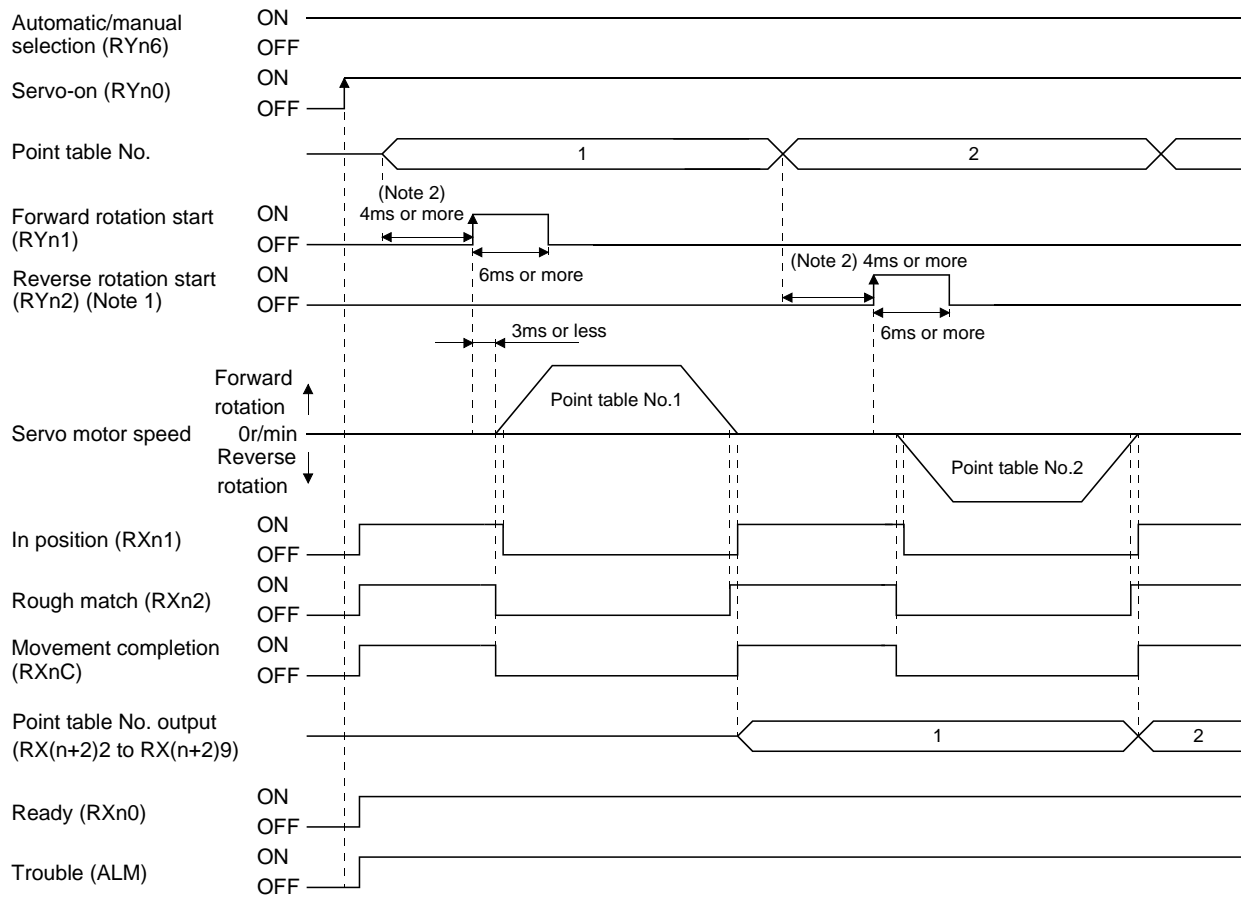 Automatic/manual
selection (RYn6)
ON
OFF
Servo-on (RYn0)
ON
OFF
Point table No.
1
2
(Note 2)
4ms or more
Forward rotation start
(RYn1)
ON
OFF
6ms or more
Reverse rotation start
(RYn2) (Note 1)
ON
OFF
(Note 2) 4ms or more
6ms or more
3ms or less
Servo motor speed
Forward
rotation
0r/min
Reverse
rotation
Point table No.1
Point table No.2
In position (RXn1)
ON
OFF
Rough match (RXn2)
ON
OFF
Movement completion
(RXnC)
ON
OFF
Point table No. output
(RX(n+2)2 to RX(n+2)9)
1
2
Ready (RXn0)
ON
OFF
Trouble (ALM)
ON
OFF